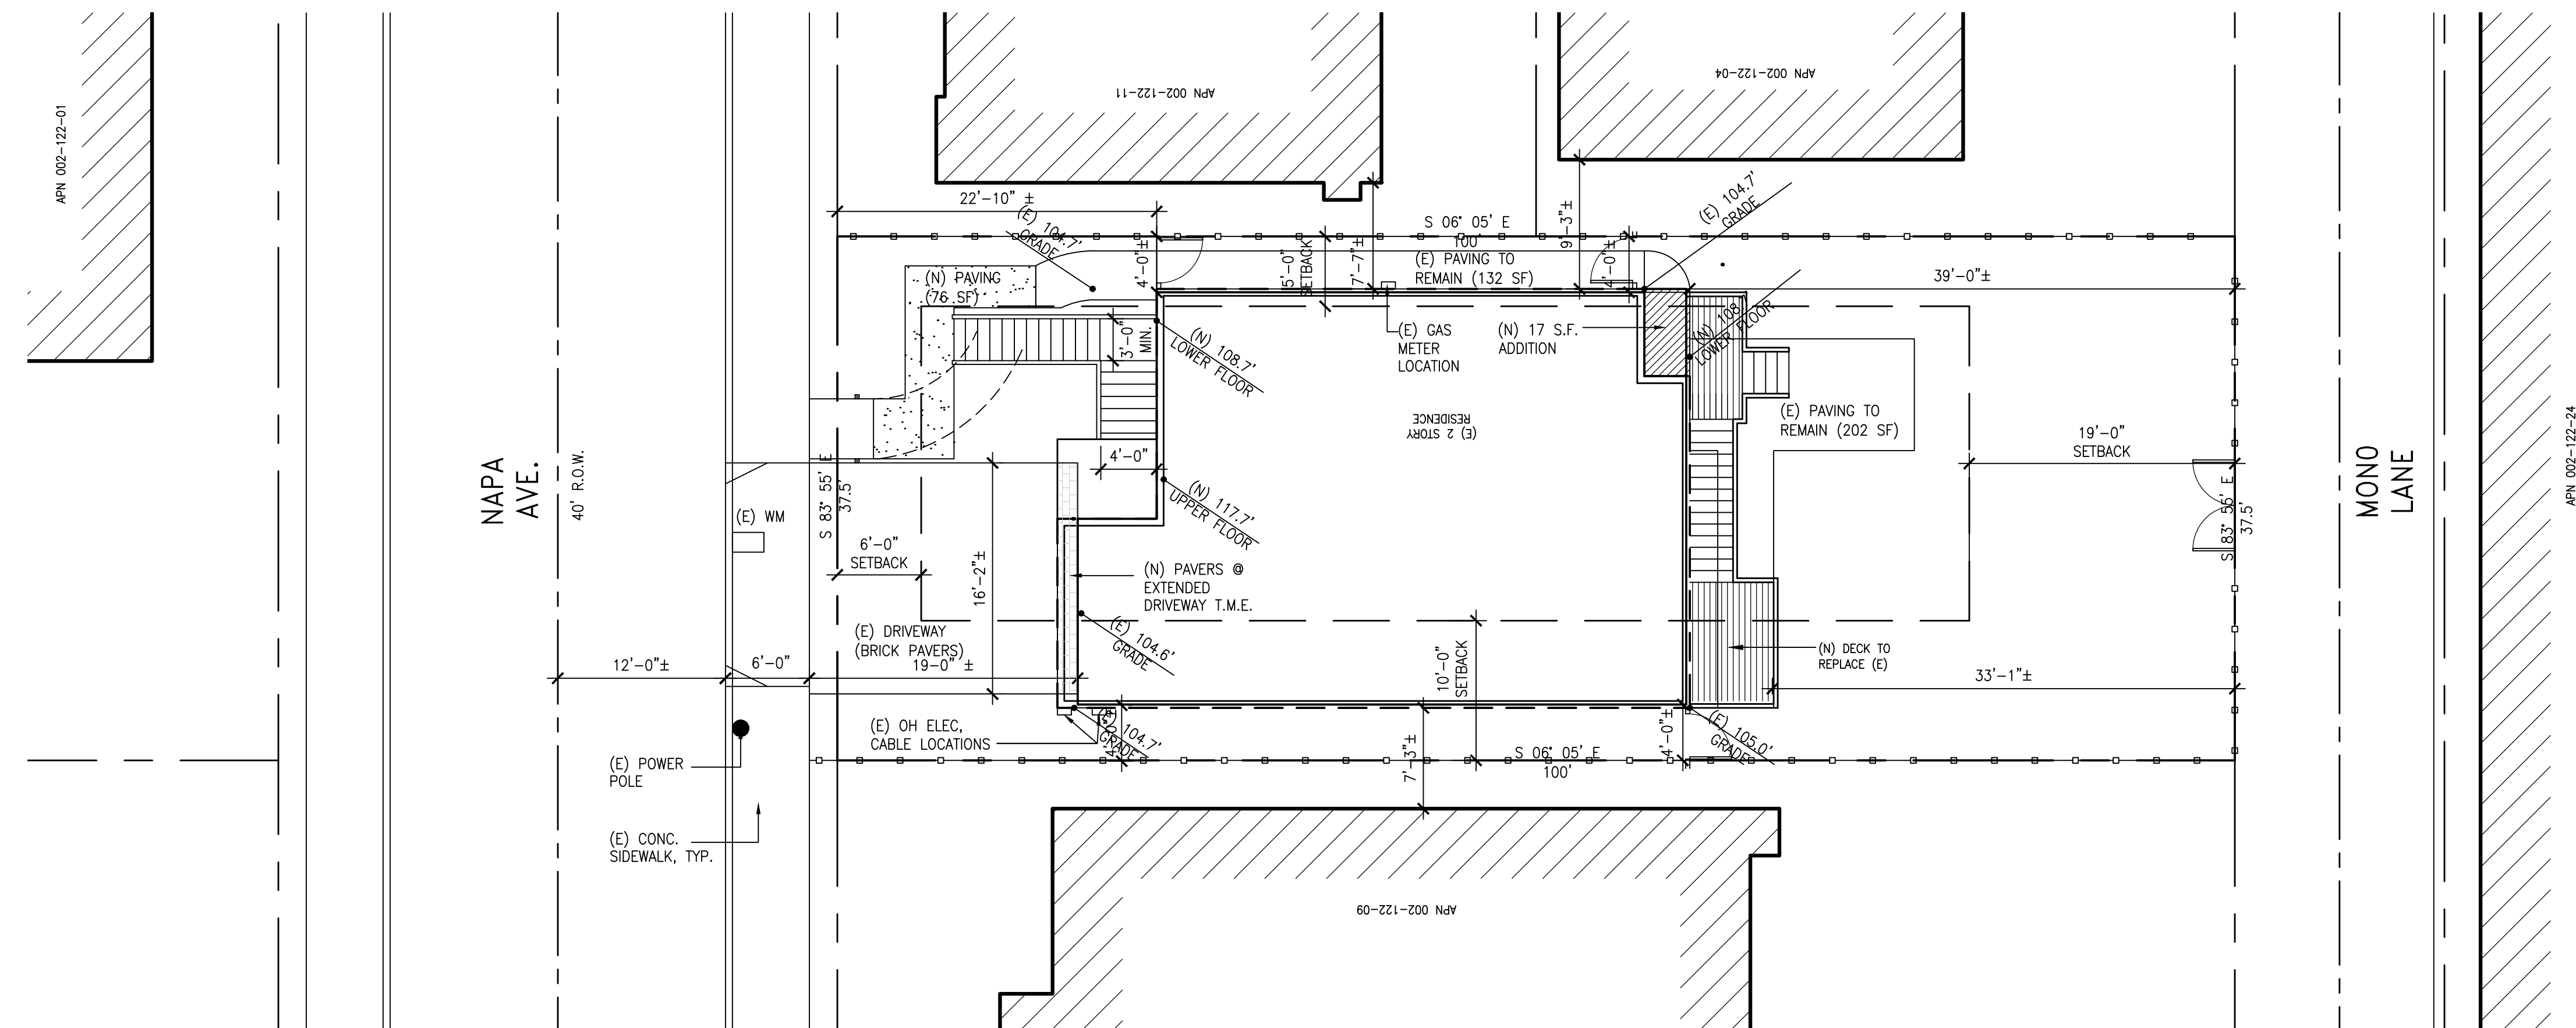 APN 002-122-01
NAPA
AVE.
40' R.O.W.
APN 002-122-11
APN 002-122-04
22'-10" ±
(E) 104.7'
GRADE
4'-0"±
5'-0"
SETBACK
7'-7"±
S 06° 05' E
100'
(E) PAVING TO
REMAIN (132 SF)
9'-3"±
4'-0"±
(E) 104.7'
GRADE
39'-0"±
(N) PAVING
(76 SF)
3'-0"
MIN.
(N) 108.7'
LOWER FLOOR
(E) GAS
METER
LOCATION
(N) 17 S.F.
ADDITION
LOWER FLOOR
(E) 2 STORY
RESIDENCE
(E) PAVING TO
REMAIN (202 SF)
19'-0"
SETBACK
4'-0"
(N) 117.7'
UPPER FLOOR
S 83° 55' E
37.5'
(E) WM
6'-0"
SETBACK
16'-2"±
(N) PAVERS @
EXTENDED
DRIVEWAY T.M.E.
(E) 104.6'
GRADE
(E) DRIVEWAY
(BRICK PAVERS)
12'-0"±
6'-0"
19-0" ±
10'-0"
SETBACK
(N) DECK TO
REPLACE (E)
33'-1"±
S 83° 55' E
37.5'
MONO
LANE
APN 002-122-24
(E) OH ELEC,
CABLE LOCATIONS
104.7'
GRADE
7'-3"±
S 06° 05' E
100'
4'-0"±
(E) 105.0'
GRADE
(E) POWER
POLE
(E) CONC.
SIDEWALK, TYP.
APN 002-122-09